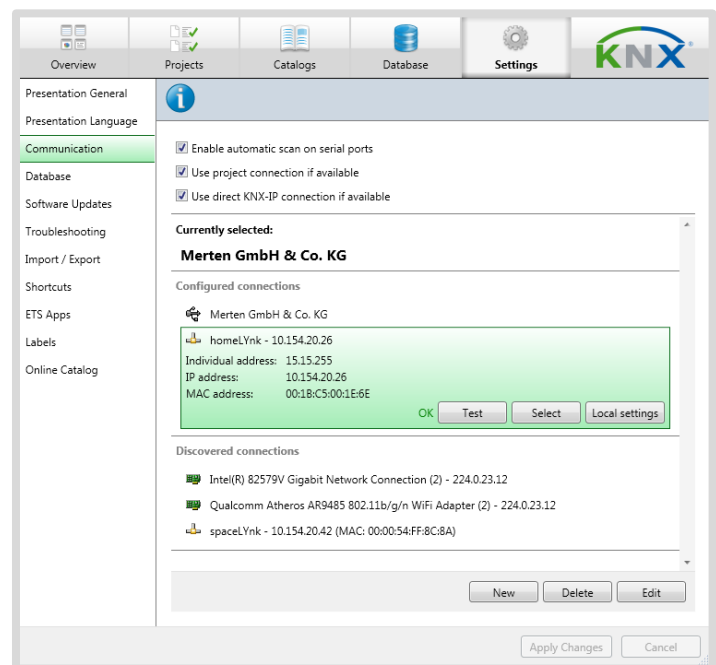 Overview
Projects
Catalogs
Database
Settings
KNX
Presentation General
Presentation Language
Communication
Database
Software Updates
Troubleshooting
Import / Export
Shortcuts
ETS Apps
Labels
Online Catalog
Enable automatic scan on serial ports
Use project connection if available
Use direct KNX-IP connection if available
Currently selected:
Merten GmbH & Co. KG
Configured connections
Merten GmbH & Co. KG
homeLYnk - 10.154.20.26
Individual address: 15.15.255
IP address: 10.154.20.26
MAC address: 00:1B:C5:00:1E:6E
OK Test Select Local settings
Discovered connections
Intel(R) 82579V Gigabit Network Connection (2) - 224.0.23.12
Qualcomm Atheros AR9485 802.11b/g/n WiFi Adapter (2) - 224.0.23.12
spaceLYnk - 10.154.20.42 (MAC: 00:00:54:FF:8C:8A)
New Delete Edit
Apply Changes Cancel